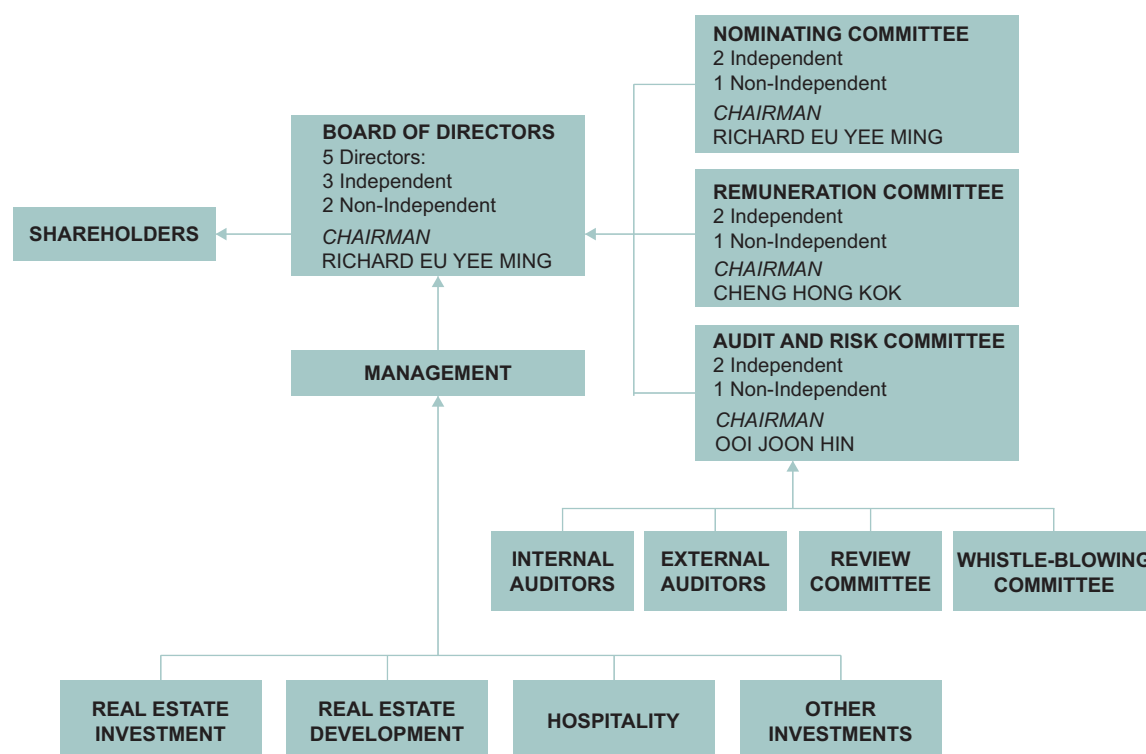 NOMINATING COMMITTEE
2 Independent
1 Non-Independent
CHAIRMAN
RICHARD EU YEE MING
BOARD OF DIRECTORS
5 Directors:
3 Independent
2 Non-Independent
CHAIRMAN
RICHARD EU YEE MING
REMUNERATION COMMITTEE
2 Independent
1 Non-Independent
CHAIRMAN
CHENG HONG KOK
SHAREHOLDERS
AUDIT AND RISK COMMITTEE
2 Independent
1 Non-Independent
CHAIRMAN
OOI JOON HIN
MANAGEMENT
INTERNAL
AUDITORS
EXTERNAL
AUDITORS
REVIEW
COMMITTEE
WHISTLE-BLOWING
COMMITTEE
REAL ESTATE
INVESTMENT
REAL ESTATE
DEVELOPMENT
HOSPITALITY
OTHER
INVESTMENTS